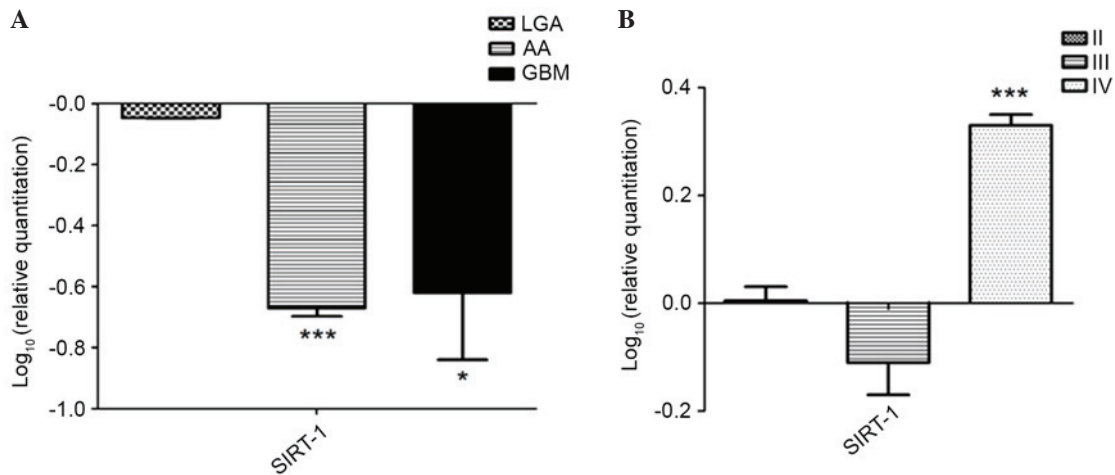 A
LGA
AA
GBM
-0.0
-0.2
-0.4
-0.6
-0.8
-1.0
Log₁₀ (relative quantitation)
***
*
SIRT-1
B
II
III
IV
0.4
0.2
0.0
-0.2
Log₁₀ (relative quantitation)
***
SIRT-1